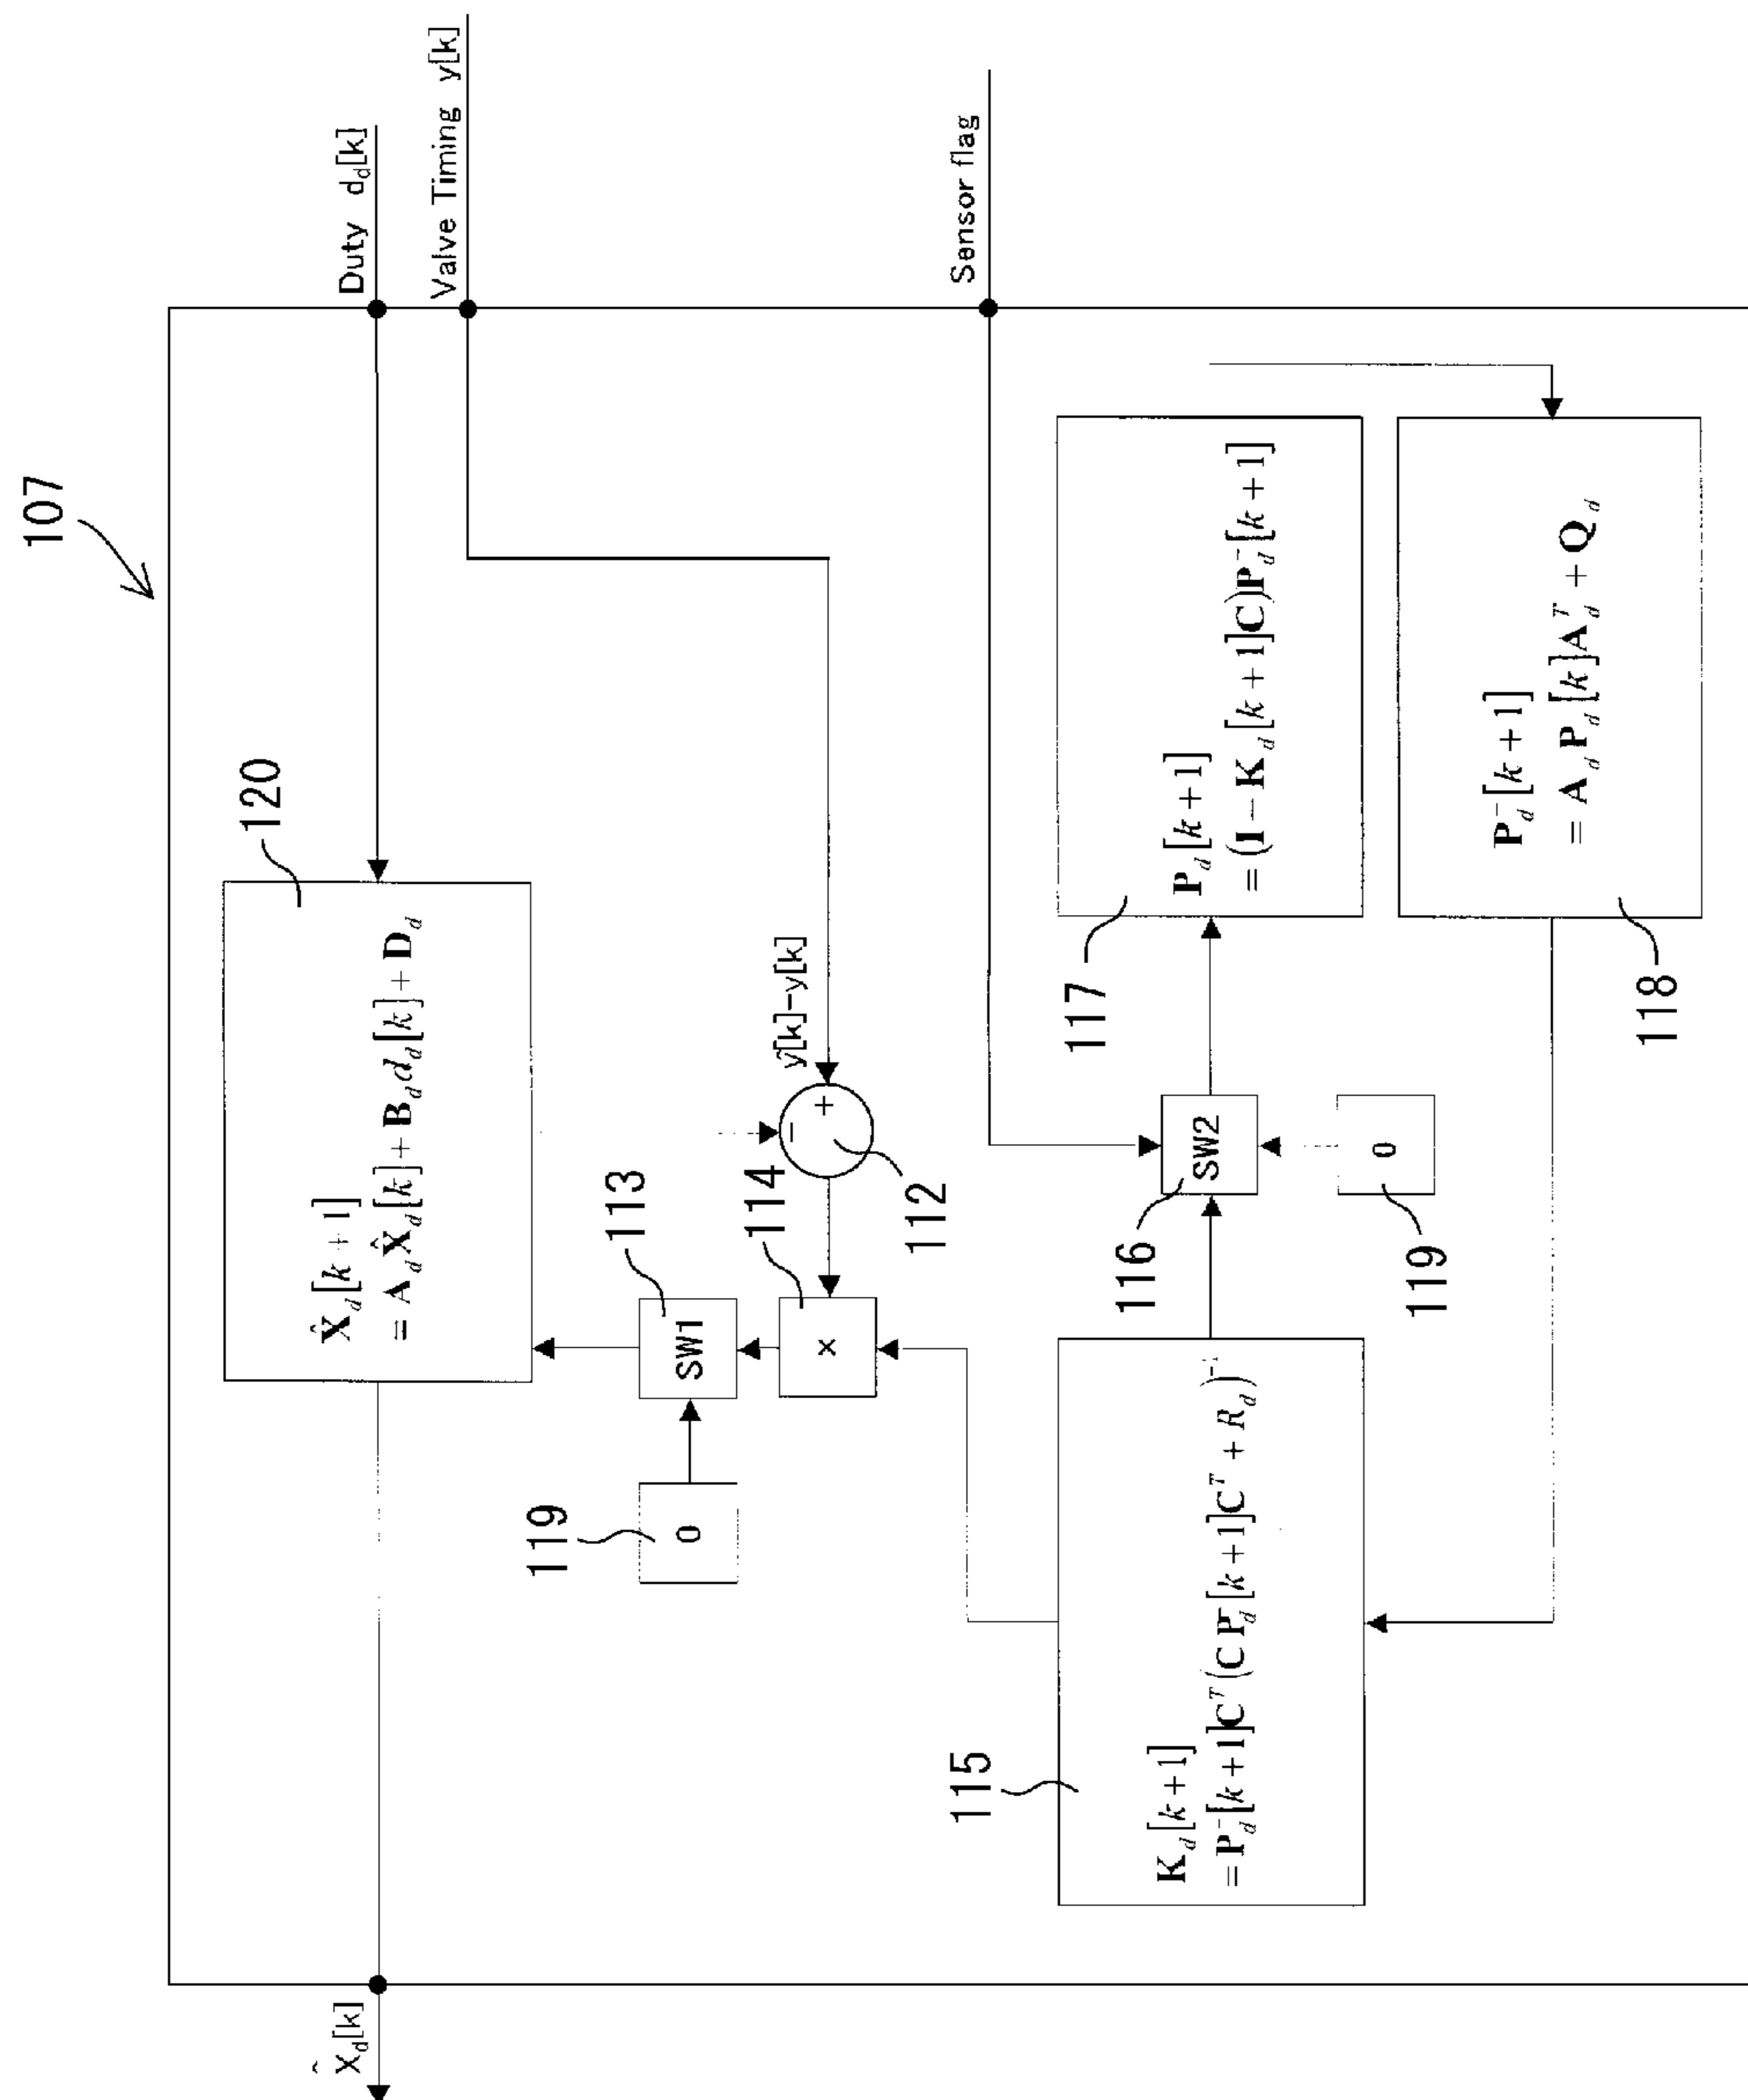 107
Duty d_d[k]
Valve Timing y[k]
Sensor flag
120
X̂_d[k+1]
= A_d X̂_d[k] + B_d d_d[k] + D_d
X̂_d[k]
ŷ[k]-y[k]
+
−
112
113
SW1
114
×
119
0
117
P_d[k+1]
= (I − K_d[k+1]C)P_d^-[k+1]
116
SW2
119
0
115
K_d[k+1]
= P_d^-[k+1]C^T(CP_d^-[k+1]C^T + R_d)^-1
118
P_d^-[k+1]
= A_d P_d[k]A_d^T + Q_d